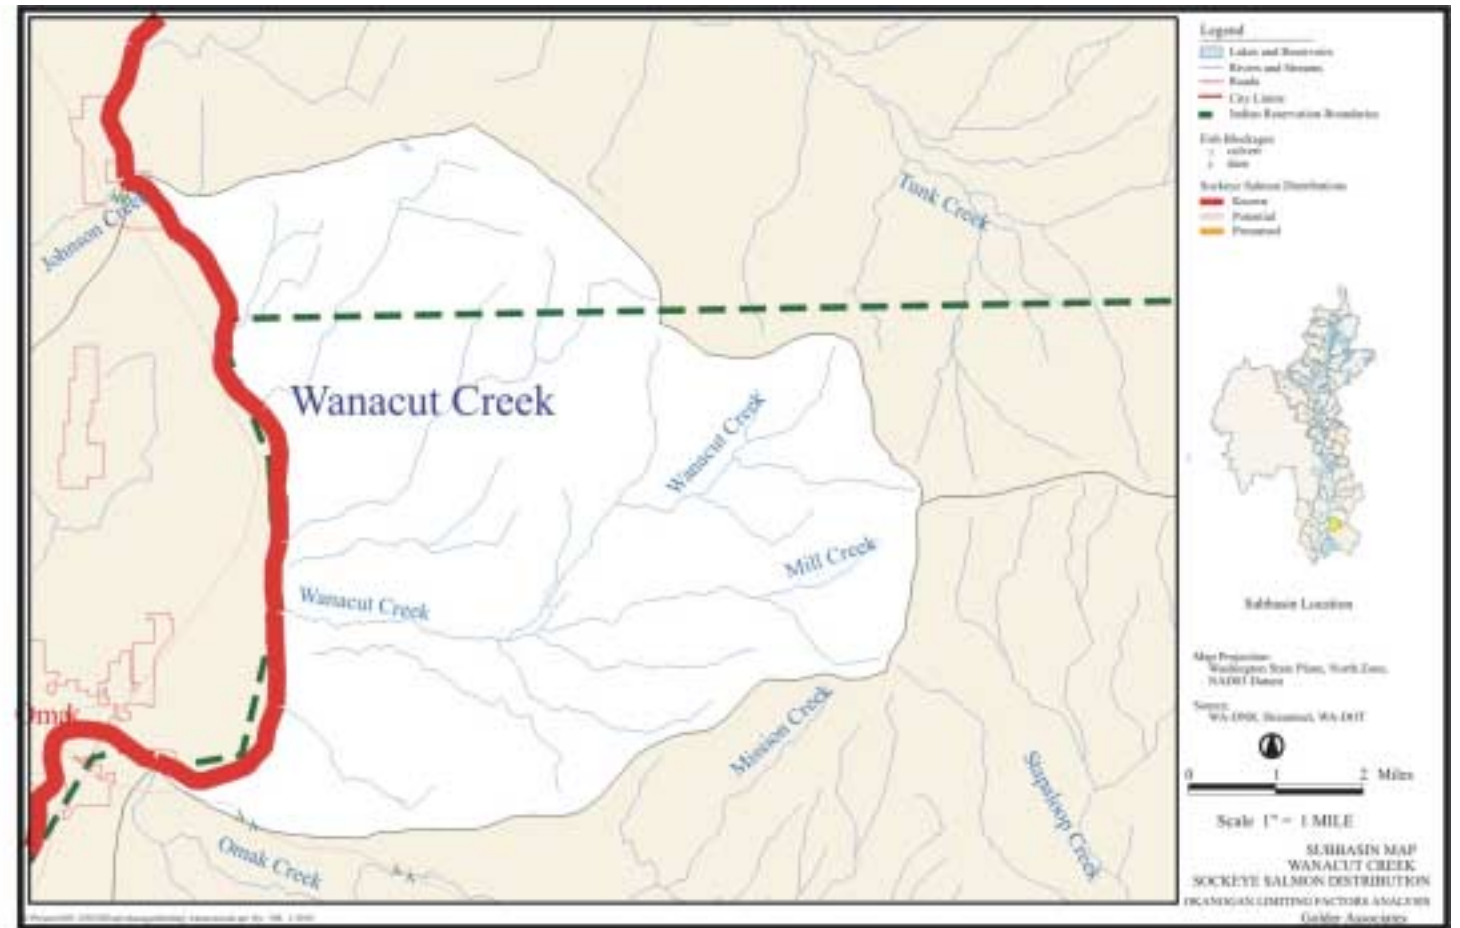 Legend
Lakes and Reservoirs
Rivers and Streams
Roads
City Limits
Indian Reservation Boundaries
Fish Blockages
culvert
dam
Sockeye Salmon Distributions
Known
Potential
Presumed
Tunk Creek
Johnson Creek
Wanacut Creek
Wanacut Creek
Mill Creek
Wanacut Creek
Omak
Mission Creek
Stapaloop Creek
Omak Creek
Subbasin Location
Map Projection:
Washington State Plane, North Zone,
NAD83 Datum
Source:
WA-DNR, Streamnet, WA-DOT
0 1 2 Miles
Scale 1" = 1 MILE
SUBBASIN MAP
WANACUT CREEK
SOCKEYE SALMON DISTRIBUTION
OKANOGAN LIMITING FACTORS ANALYSIS
Golder Associates